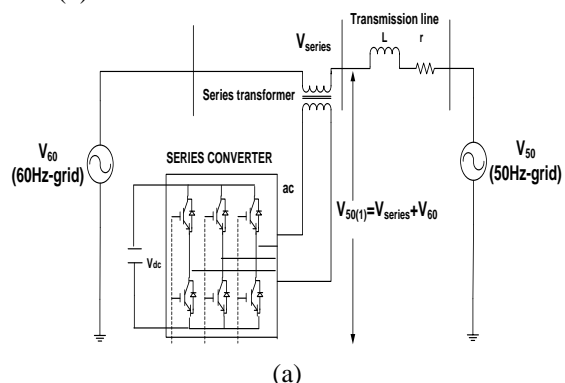 Transmission line
V_series
L
r
Series transformer
V_60
(60Hz-grid)
SERIES CONVERTER
ac
V_50(1)=V_series+V_60
V_50
(50Hz-grid)
V_dc
(a)